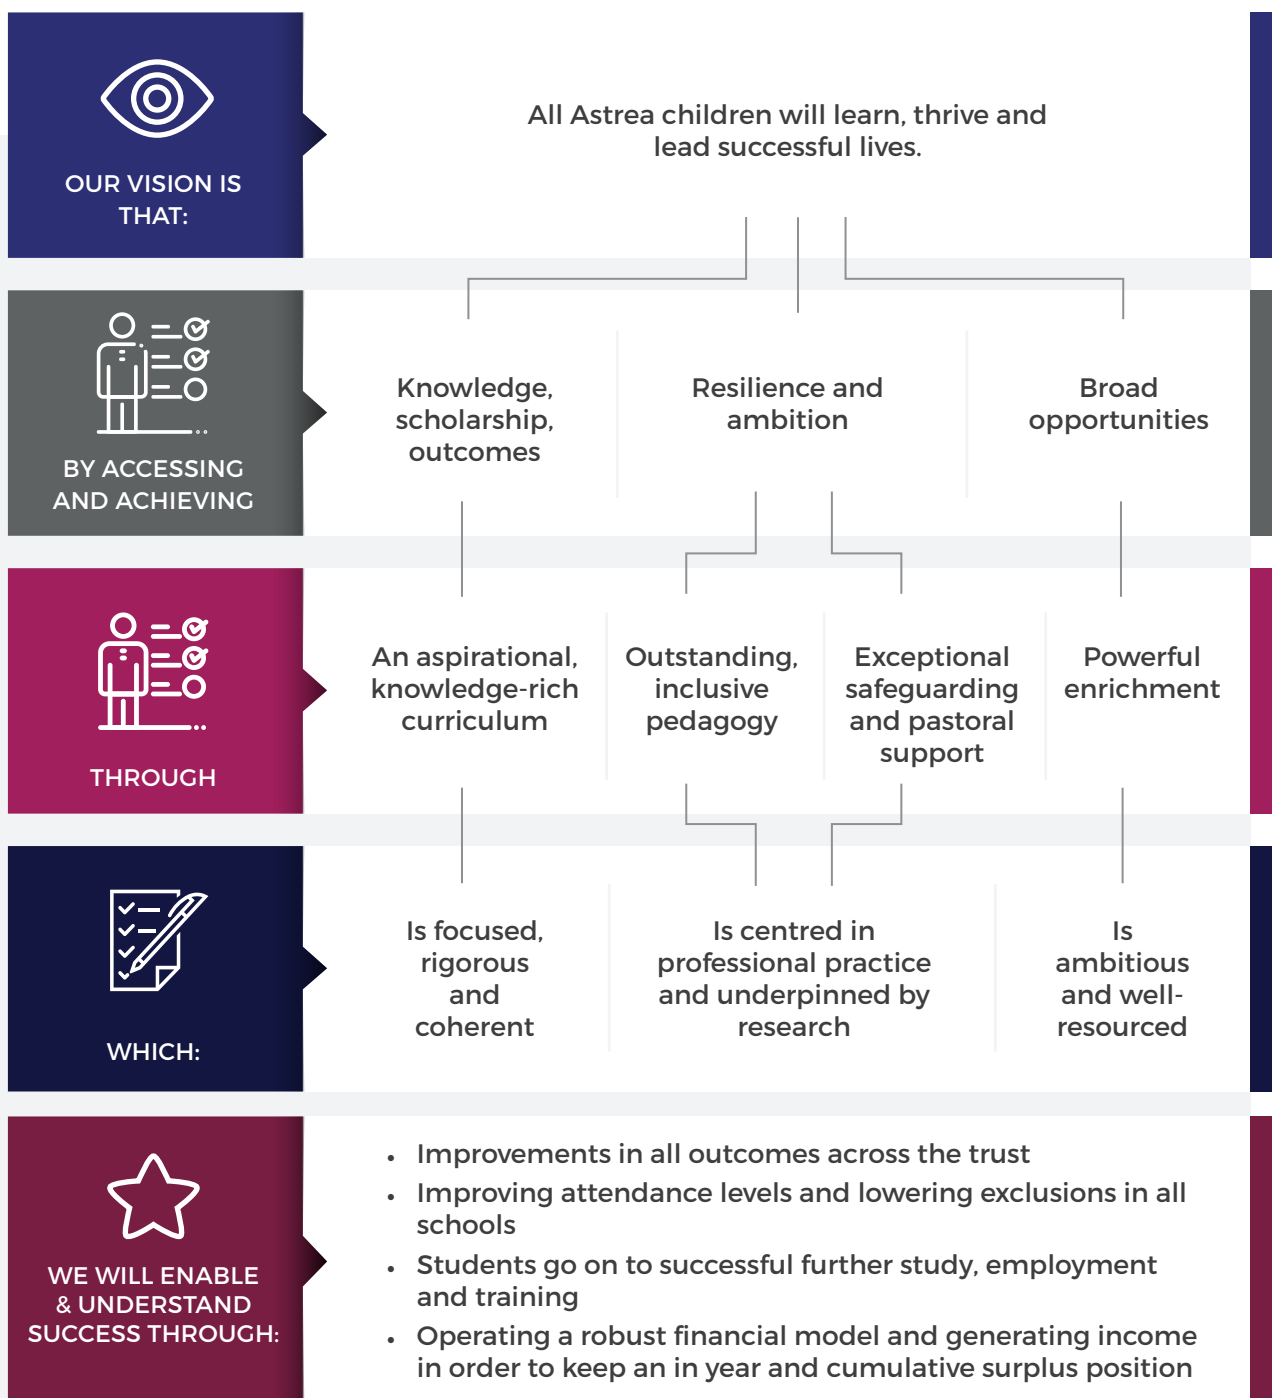 OUR VISION IS
THAT:
All Astrea children will learn, thrive and
lead successful lives.
BY ACCESSING
AND ACHIEVING
Knowledge,
scholarship,
outcomes
Resilience and
ambition
Broad
opportunities
THROUGH
An aspirational,
knowledge-rich
curriculum
Outstanding,
inclusive
pedagogy
Exceptional
safeguarding
and pastoral
support
Powerful
enrichment
WHICH:
Is focused,
rigorous
and
coherent
Is centred in
professional practice
and underpinned by
research
Is
ambitious
and well-
resourced
WE WILL ENABLE
& UNDERSTAND
SUCCESS THROUGH:
• Improvements in all outcomes across the trust
• Improving attendance levels and lowering exclusions in all
schools
• Students go on to successful further study, employment
and training
• Operating a robust financial model and generating income
in order to keep an in year and cumulative surplus position